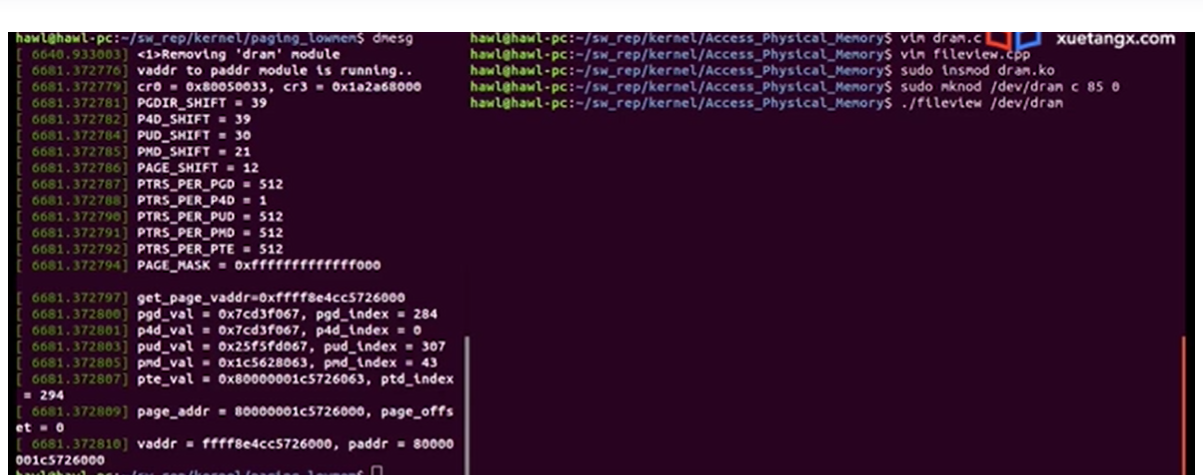 hawl@hawl-pc:~/sw_rep/kernel/paging_lowmem$ dmesg
[ 6640.933003] <1>Removing 'dram' module
[ 6681.372776] vaddr to paddr module is running..
[ 6681.372779] cr0 = 0x80050033, cr3 = 0x1a2a68000
[ 6681.372781] PGDIR_SHIFT = 39
[ 6681.372782] P4D_SHIFT = 39
[ 6681.372784] PUD_SHIFT = 30
[ 6681.372785] PMD_SHIFT = 21
[ 6681.372786] PAGE_SHIFT = 12
[ 6681.372787] PTRS_PER_PGD = 512
[ 6681.372788] PTRS_PER_P4D = 1
[ 6681.372790] PTRS_PER_PUD = 512
[ 6681.372791] PTRS_PER_PMD = 512
[ 6681.372792] PTRS_PER_PTE = 512
[ 6681.372794] PAGE_MASK = 0xfffffffffffff000
[ 6681.372797] get_page_vaddr=0xffff8e4cc5726000
[ 6681.372800] pgd_val = 0x7cd3f067, pgd_index = 284
[ 6681.372801] p4d_val = 0x7cd3f067, p4d_index = 0
[ 6681.372803] pud_val = 0x25f5fd067, pud_index = 307
[ 6681.372805] pmd_val = 0x1c5628063, pmd_index = 43
[ 6681.372807] pte_val = 0x80000001c5726063, ptd_index
= 294
[ 6681.372809] page_addr = 80000001c5726000, page_offs
et = 0
[ 6681.372810] vaddr = ffff8e4cc5726000, paddr = 80000
001c5726000
hawl@hawl-pc:~/sw_rep/kernel/paging_lowmem$
hawl@hawl-pc:~/sw_rep/kernel/Access_Physical_Memory$ vim dram.c
xuetangx.com
hawl@hawl-pc:~/sw_rep/kernel/Access_Physical_Memory$ vim fileview.cpp
hawl@hawl-pc:~/sw_rep/kernel/Access_Physical_Memory$ sudo insmod dram.ko
hawl@hawl-pc:~/sw_rep/kernel/Access_Physical_Memory$ sudo mknod /dev/dram c 85 0
hawl@hawl-pc:~/sw_rep/kernel/Access_Physical_Memory$ ./fileview /dev/dram